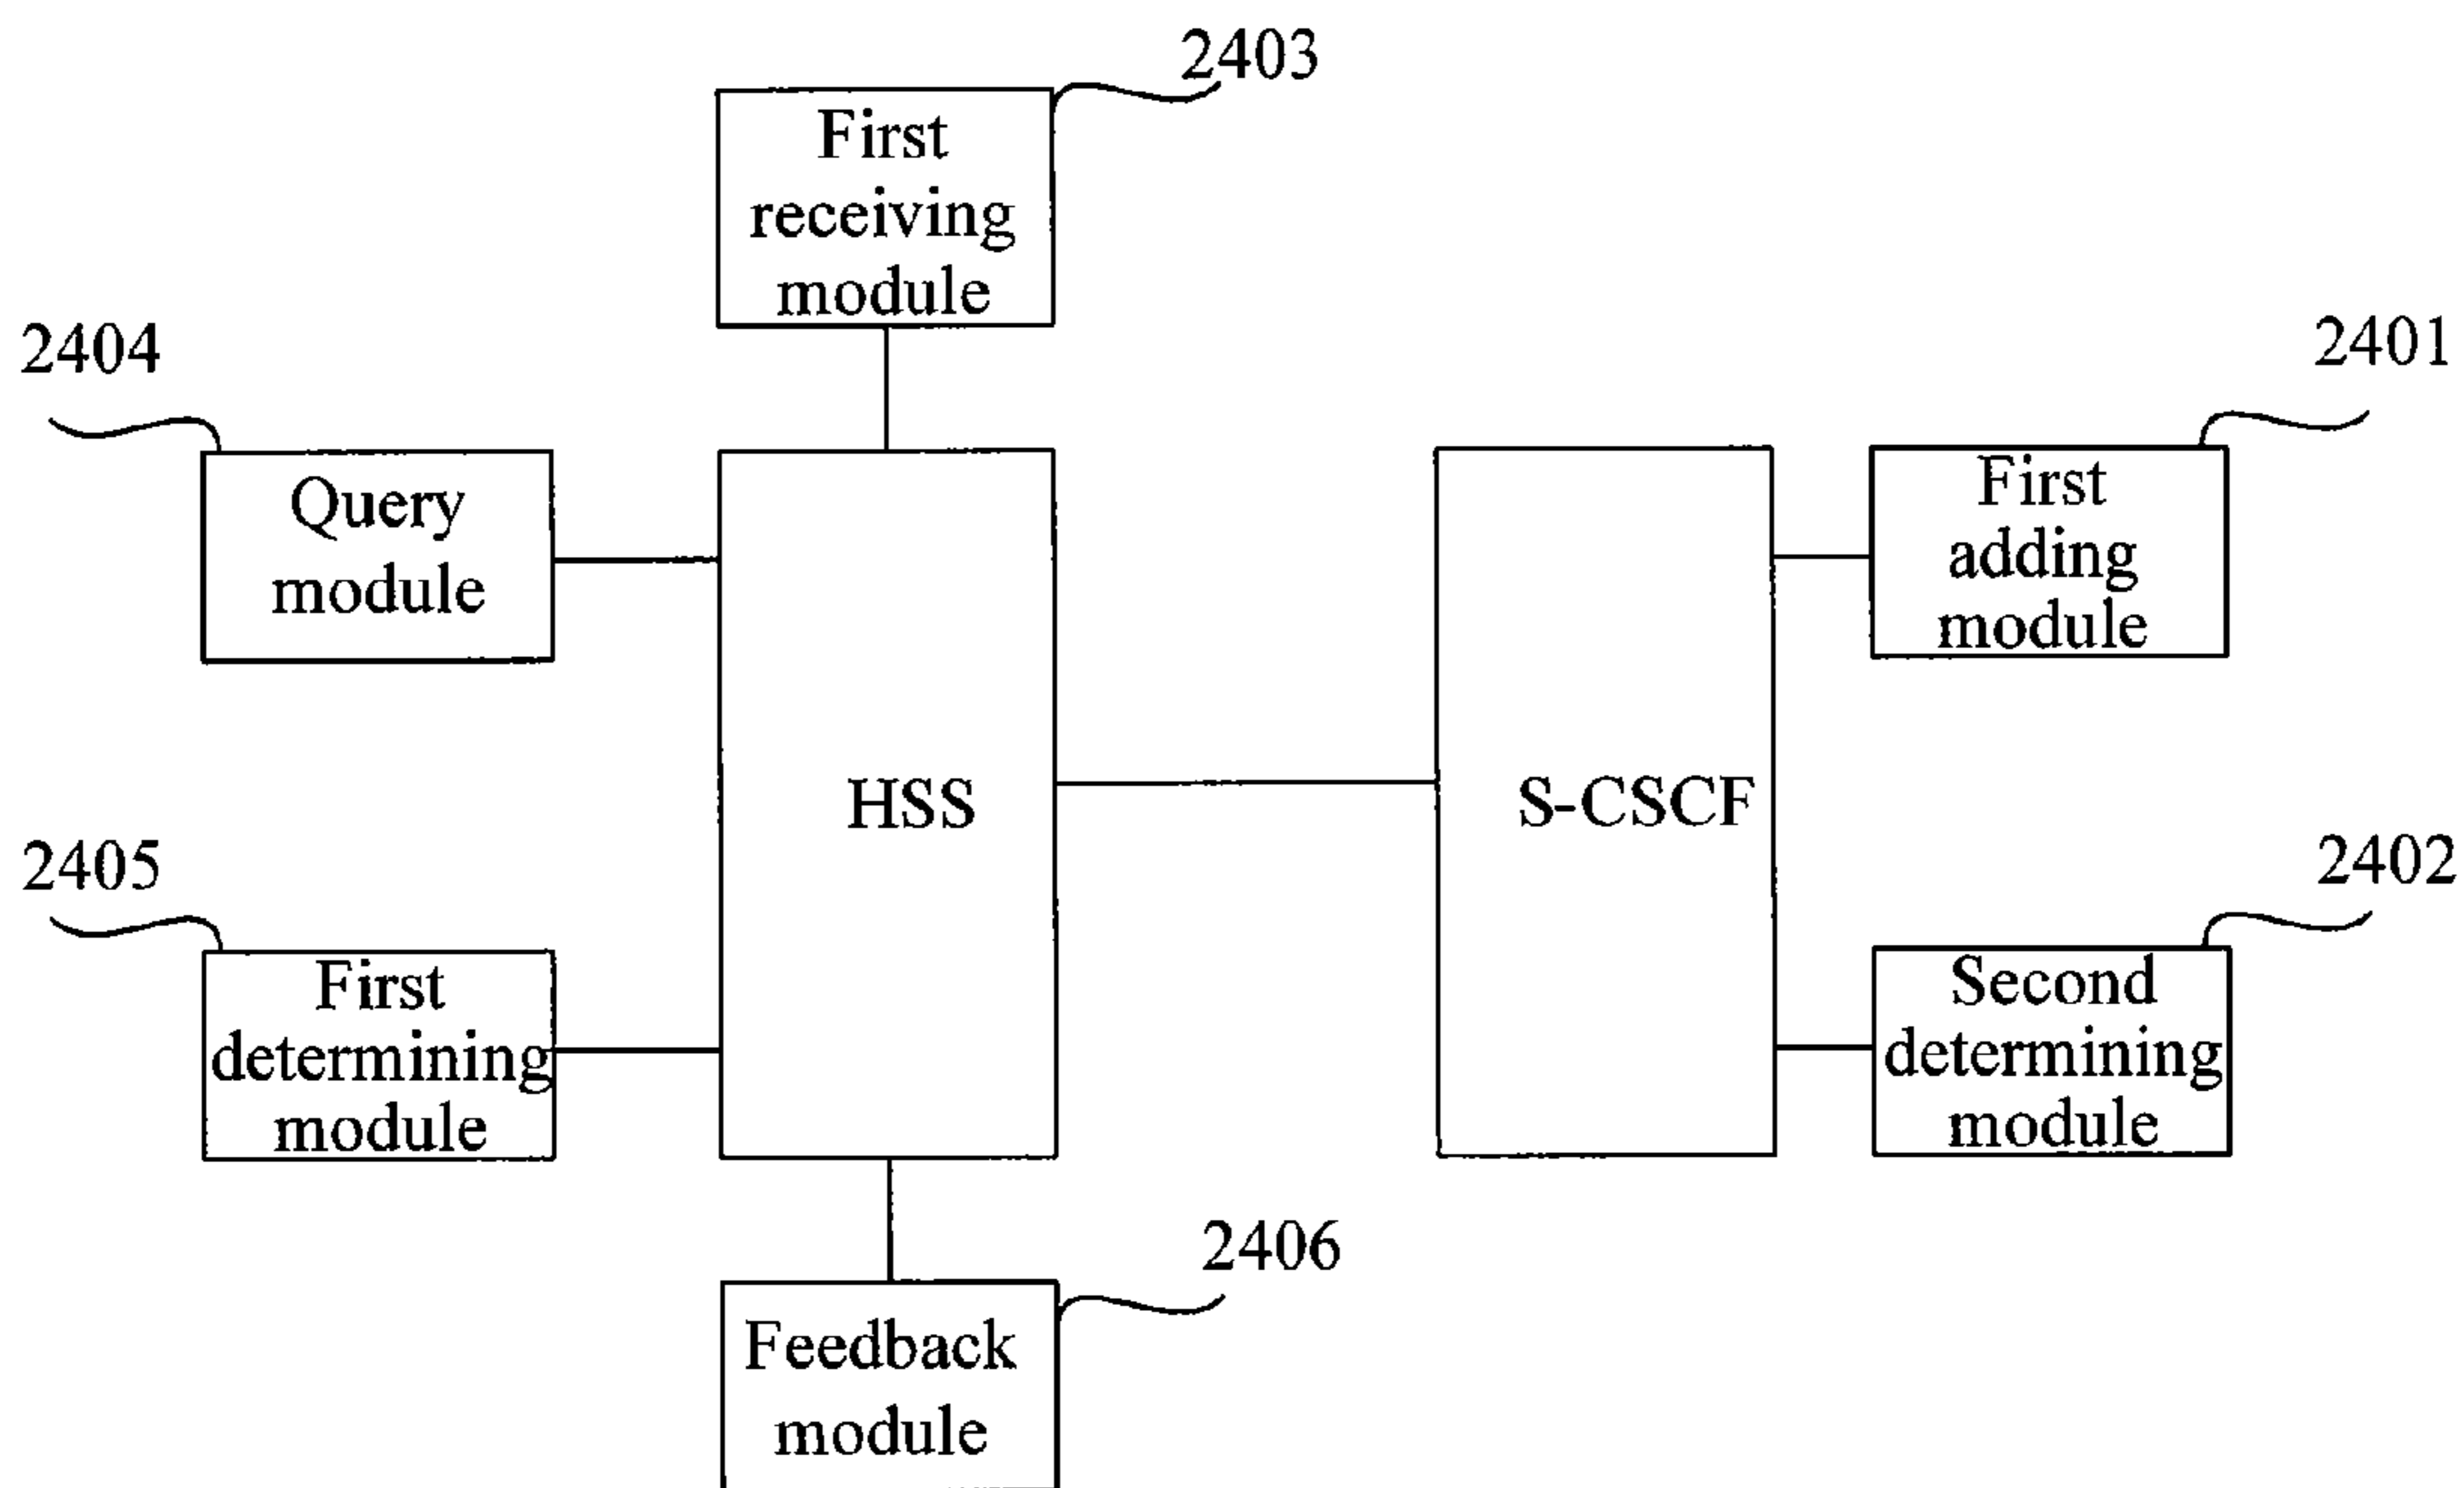 2403
First
receiving
module
2404
2401
Query
module
First
adding
module
HSS
S-CSCF
2405
2402
First
determining
module
Second
determining
module
2406
Feedback
module